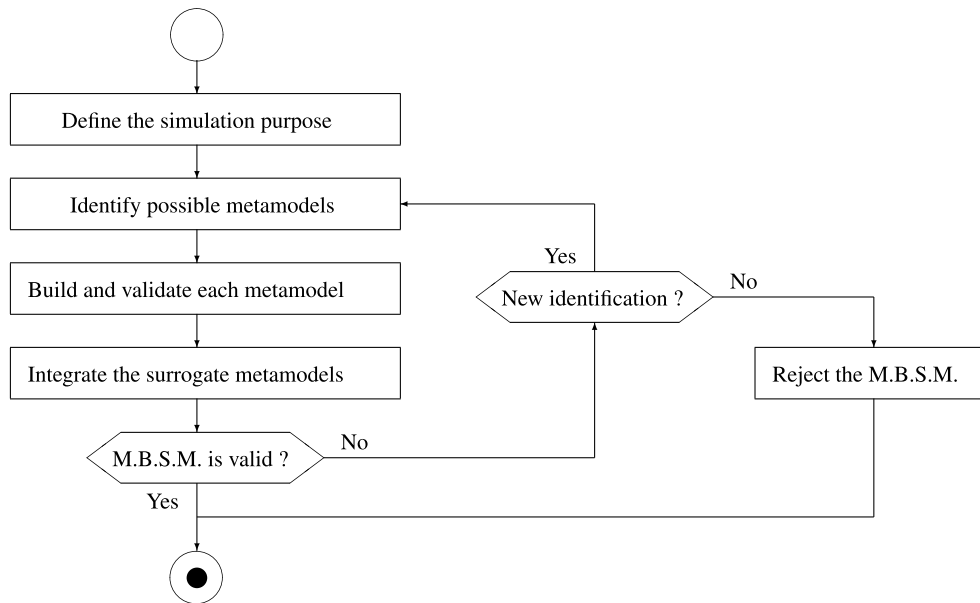 Define the simulation purpose
Identify possible metamodels
Yes
Build and validate each metamodel
New identification ?
No
Integrate the surrogate metamodels
Reject the M.B.S.M.
M.B.S.M. is valid ?
No
Yes